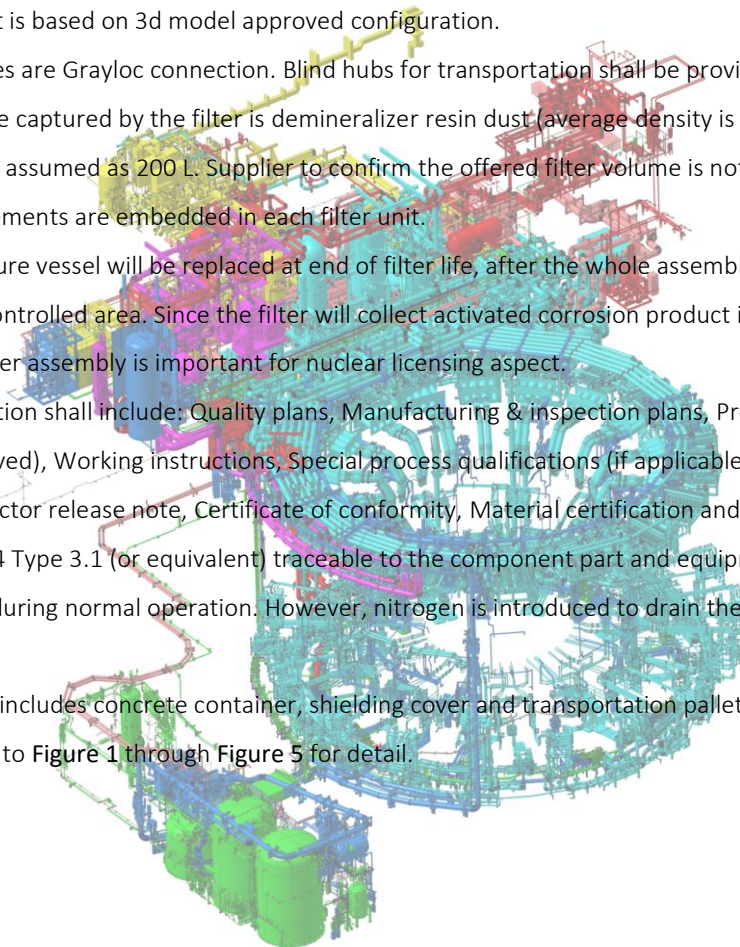 t is based on 3d model approved configuration.
es are Grayloc connection. Blind hubs for transportation shall be provi
e captured by the filter is demineralizer resin dust (average density is
assumed as 200 L. Supplier to confirm the offered filter volume is not
ements are embedded in each filter unit.
ure vessel will be replaced at end of filter life, after the whole assembl
ontrolled area. Since the filter will collect activated corrosion product i
er assembly is important for nuclear licensing aspect.
tion shall include: Quality plans, Manufacturing & inspection plans, Pr
ved), Working instructions, Special process qualifications (if applicable
ctor release note, Certificate of conformity, Material certification and
4 Type 3.1 (or equivalent) traceable to the component part and equip
during normal operation. However, nitrogen is introduced to drain the
includes concrete container, shielding cover and transportation pallet
to Figure 1 through Figure 5 for detail.